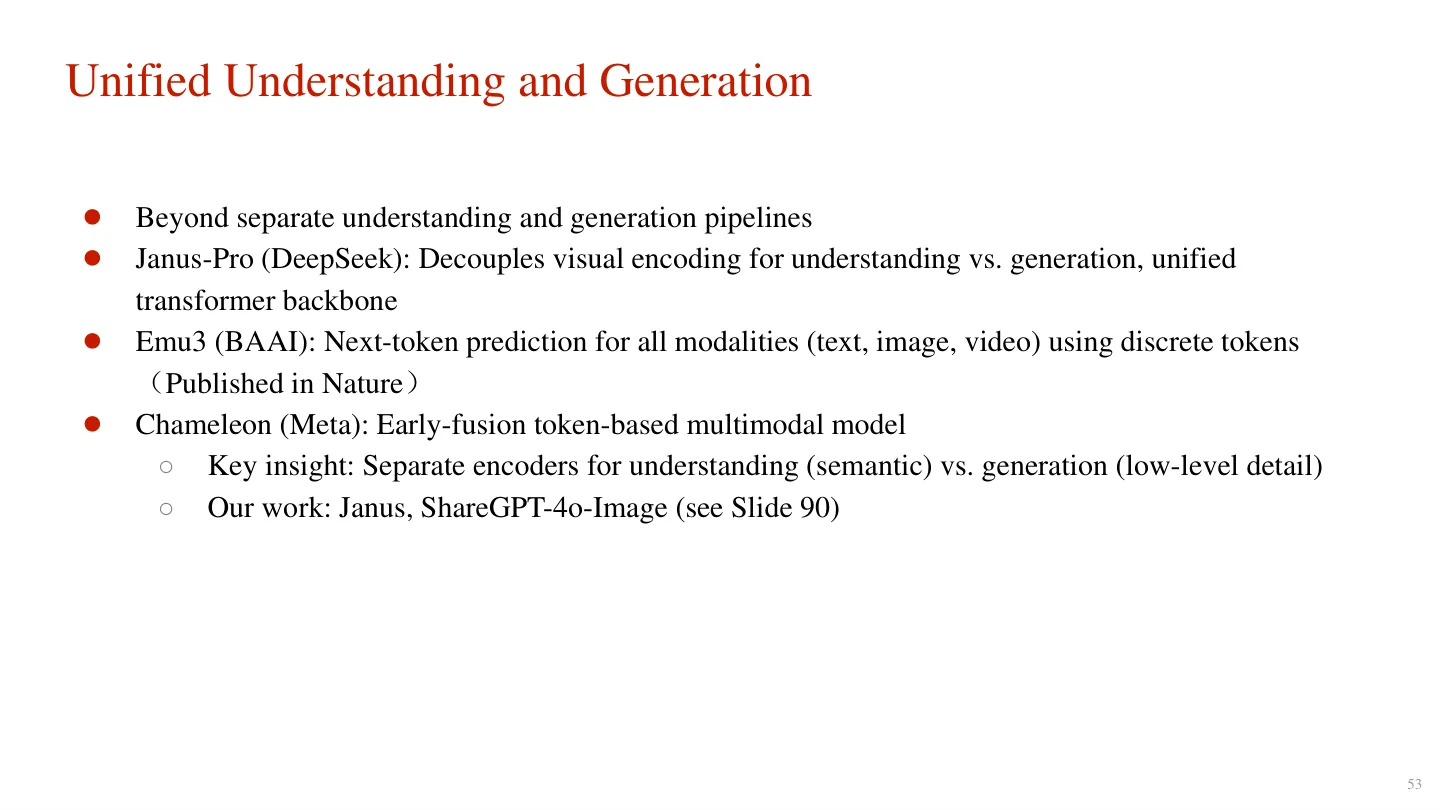 Unified Understanding and Generation
● Beyond separate understanding and generation pipelines
● Janus-Pro (DeepSeek): Decouples visual encoding for understanding vs. generation, unified
transformer backbone
● Emu3 (BAAI): Next-token prediction for all modalities (text, image, video) using discrete tokens
（Published in Nature）
● Chameleon (Meta): Early-fusion token-based multimodal model
○ Key insight: Separate encoders for understanding (semantic) vs. generation (low-level detail)
○ Our work: Janus, ShareGPT-4o-Image (see Slide 90)
53